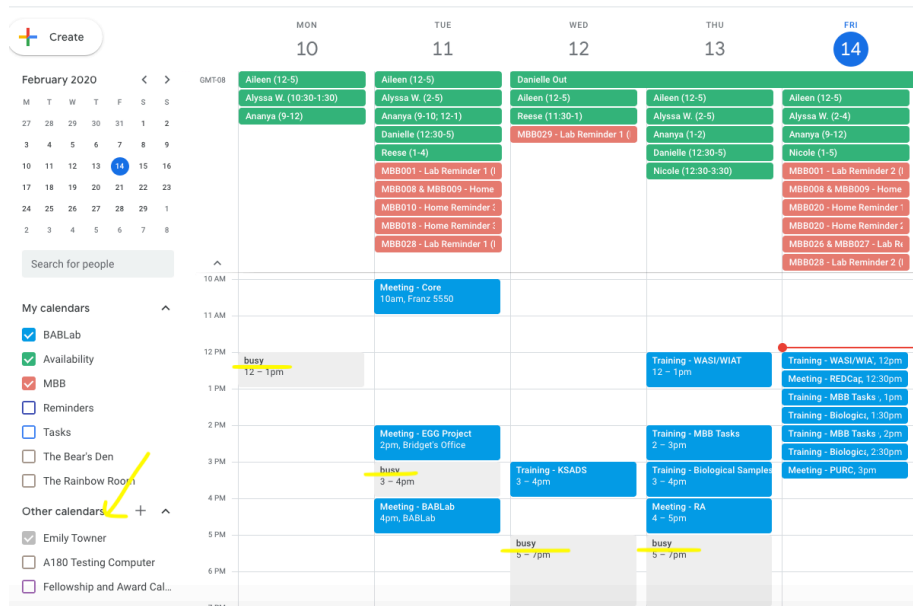 Create
MON
TUE
WED
THU
FRI
10
11
12
13
14
February 2020
M T W T F S S
27 28 29 30 31 1 2
3 4 5 6 7 8 9
10 11 12 13 14 15 16
17 18 19 20 21 22 23
24 25 26 27 28 29 1
2 3 4 5 6 7 8
Search for people
My calendars
BABLab
Availability
MBB
Reminders
Tasks
The Bear's Den
The Rainbow Room
Other calendars
Emily Towner
A180 Testing Computer
Fellowship and Award Cal...
GMT-08
Aileen (12-5)
Alyssa W. (10:30-1:30)
Ananya (9-12)
Aileen (12-5)
Alyssa W. (2-5)
Ananya (9-10; 12-1)
Danielle (12:30-5)
Reese (1-4)
MBB001 - Lab Reminder 1 (
MBB008 & MBB009 - Home
MBB010 - Home Reminder
MBB018 - Home Reminder
MBB028 - Lab Reminder 1 (
Danielle Out
Aileen (12-5)
Reese (11:30-1)
MBB029 - Lab Reminder 1 (
Aileen (12-5)
Alyssa W. (2-5)
Ananya (1-2)
Danielle (12:30-5)
Nicole (12:30-3:30)
Aileen (12-5)
Alyssa W. (2-4)
Ananya (9-12)
Nicole (1-5)
MBB001 - Lab Reminder 2 (
MBB008 & MBB009 - Home
MBB020 - Home Reminder
MBB020 - Home Reminder
MBB026 & MBB027 - Lab
MBB028 - Lab Reminder 2 (
10 AM
11 AM
12 PM
1 PM
2 PM
3 PM
4 PM
5 PM
6 PM
busy
12 – 1pm
Meeting - Core
10am, Franz 5550
Meeting - EGG Project
2pm, Bridget's Office
busy
3 – 4pm
Meeting - BABLab
4pm, BABLab
Training - KSADS
3 – 4pm
busy
5 – 7pm
Training - WASI/WIAT
12 – 1pm
Training - MBB Tasks
2 – 3pm
Training - Biological Samples
3 – 4pm
Meeting - RA
4 – 5pm
busy
5 – 7pm
Training - WASI/WIA, 12pm
Meeting - REDCap, 12:30pm
Training - MBB Tasks , 1pm
Training - Biologica, 1:30pm
Training - MBB Tasks , 2pm
Training - Biologica, 2:30pm
Meeting - PURC, 3pm